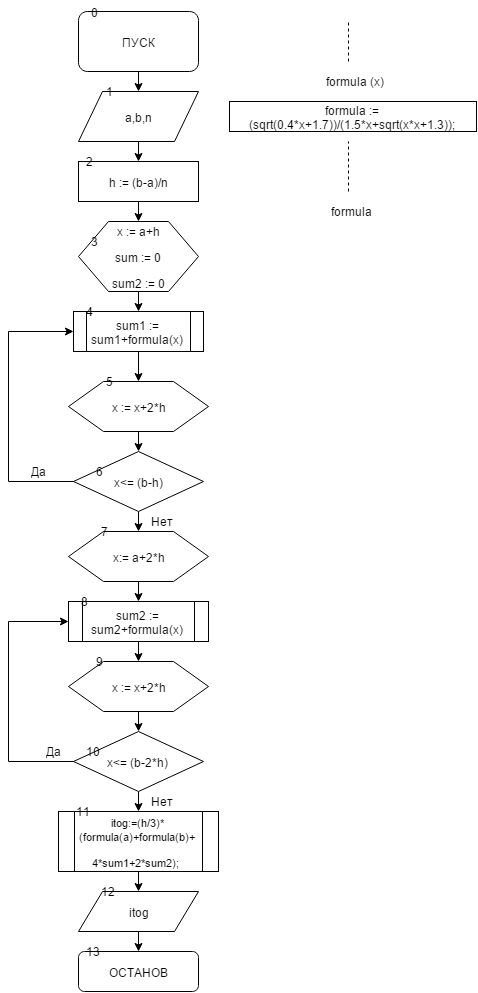 0
ПУСК
1
a,b,n
2
h := (b-a)/n
3
x := a+h
sum := 0
sum2 := 0
4
sum1 :=
sum1+formula(x)
5
x := x+2*h
6
x<= (b-h)
Да
Нет
7
x:= a+2*h
8
sum2 :=
sum2+formula(x)
9
x := x+2*h
10
x<= (b-2*h)
Да
Нет
11
itog:=(h/3)*
(formula(a)+formula(b)+
4*sum1+2*sum2);
12
itog
13
ОСТАНОВ
formula (x)
formula :=
(sqrt(0.4*x+1.7))/(1.5*x+sqrt(x*x+1.3));
formula